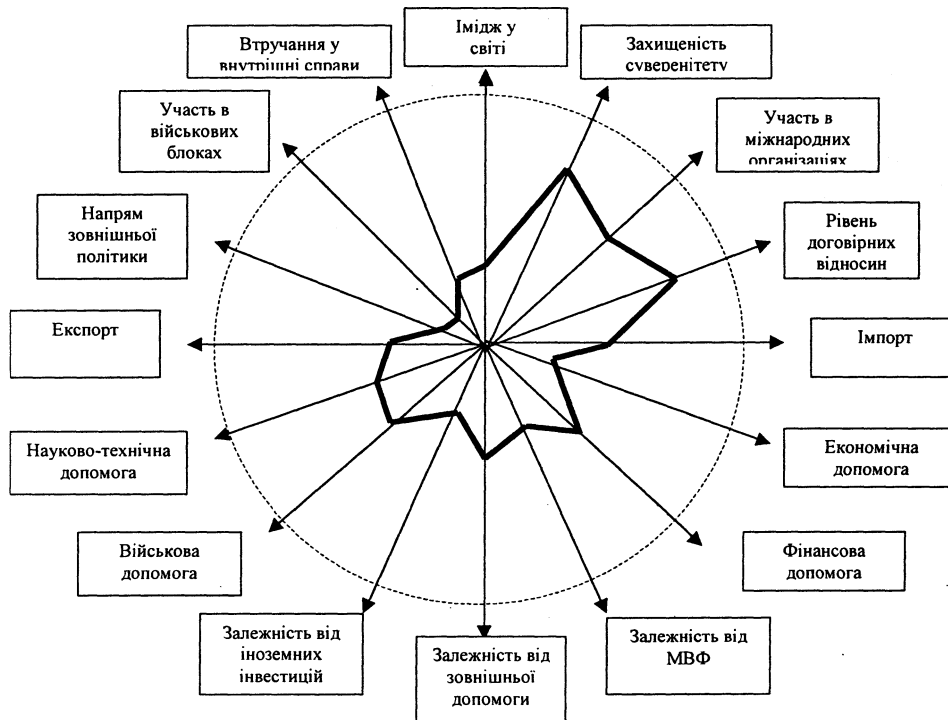 Імідж у
світі
Захищеність
суверенітету
Участь в
міжнародних
організаціях
Рівень
договірних
відносин
Імпорт
Економічна
допомога
Фінансова
допомога
Залежність від
МВФ
Залежність від
зовнішньої
допомоги
Залежність від
іноземних
інвестицій
Військова
допомога
Науково-технічна
допомога
Експорт
Напрям
зовнішньої
політики
Участь в
військових
блоках
Втручання у
внутрішні справи